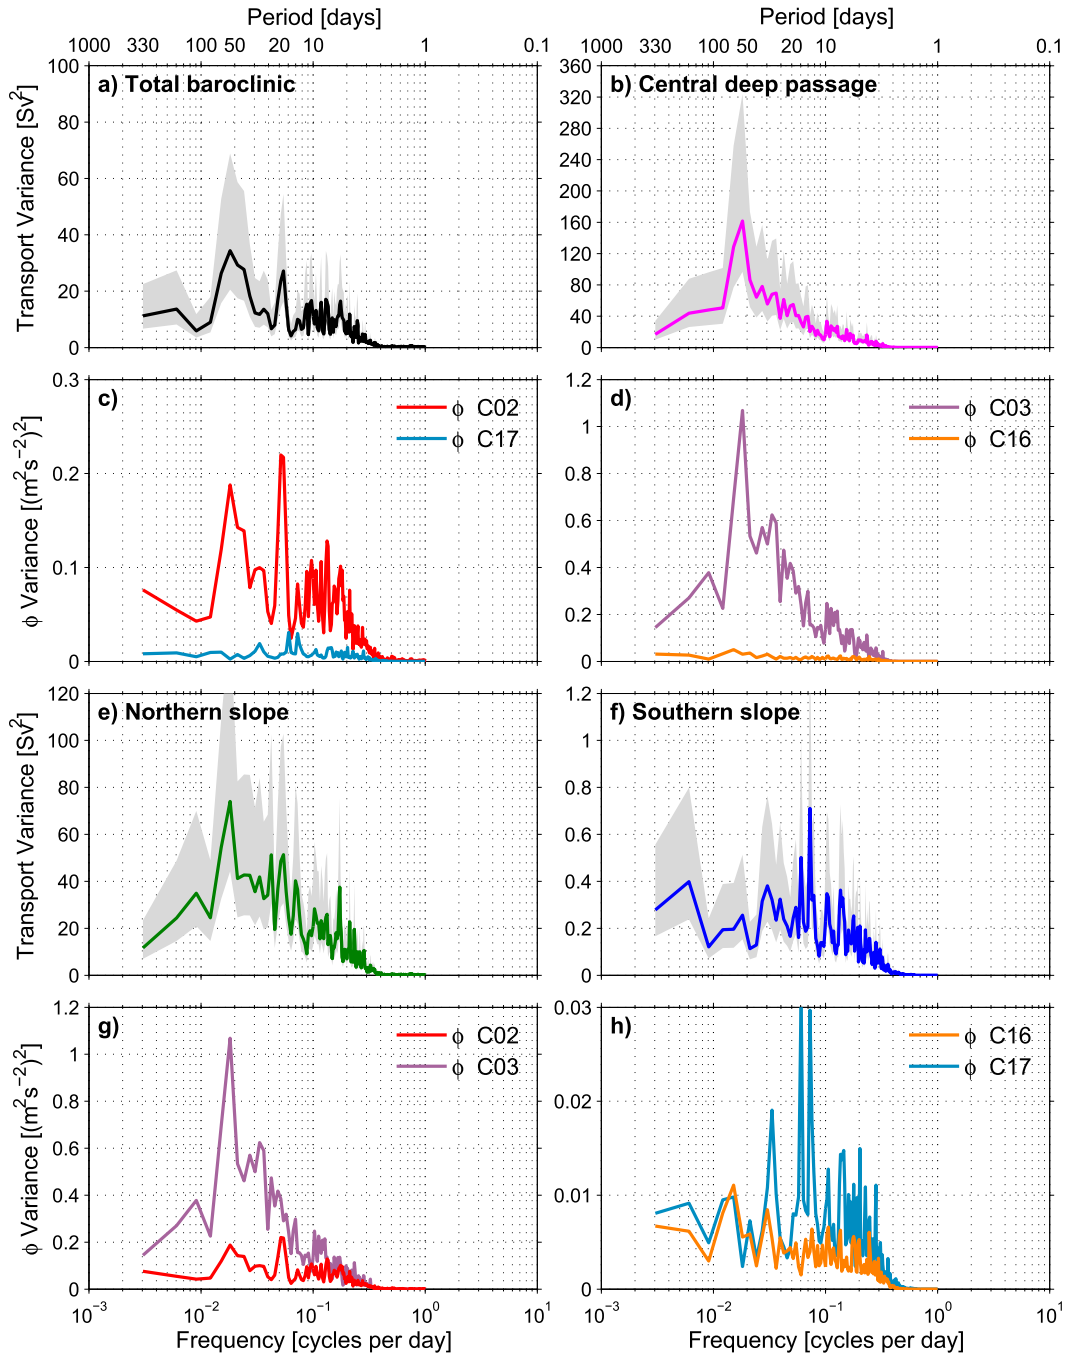 Period [days]
Period [days]
1000 330 100 50 20 10 1 0.1
1000 330 100 50 20 10 1 0.1
a) Total baroclinic
Transport Variance [Sv²]
100
80
60
40
20
0
b) Central deep passage
360
320
280
240
200
160
120
80
40
0
c)
ϕ C02
ϕ C17
ϕ Variance [(m²s⁻²)²]
0.3
0.2
0.1
0
d)
ϕ C03
ϕ C16
1.2
1
0.8
0.6
0.4
0.2
0
e) Northern slope
Transport Variance [Sv²]
120
100
80
60
40
20
0
f) Southern slope
1.2
1
0.8
0.6
0.4
0.2
0
g)
ϕ C02
ϕ C03
ϕ Variance [(m²s⁻²)²]
1.2
1
0.8
0.6
0.4
0.2
0
10⁻³ 10⁻² 10⁻¹ 10⁰ 10¹
Frequency [cycles per day]
h)
ϕ C16
ϕ C17
0.03
0.02
0.01
0
10⁻³ 10⁻² 10⁻¹ 10⁰ 10¹
Frequency [cycles per day]